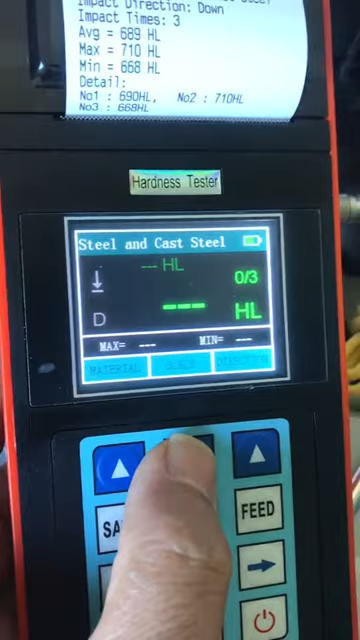 Impact Direction: Down
Impact Times: 3
Avg = 689 HL
Max = 710 HL
Min = 668 HL
Detail:
No1 : 690HL, No2 : 710HL
No3 : 668HL
Hardness Tester
Steel and Cast Steel
--- HL
0/3
--- HL
D
MAX= --- MIN= ---
MATERIAL DIRECTION
FEED